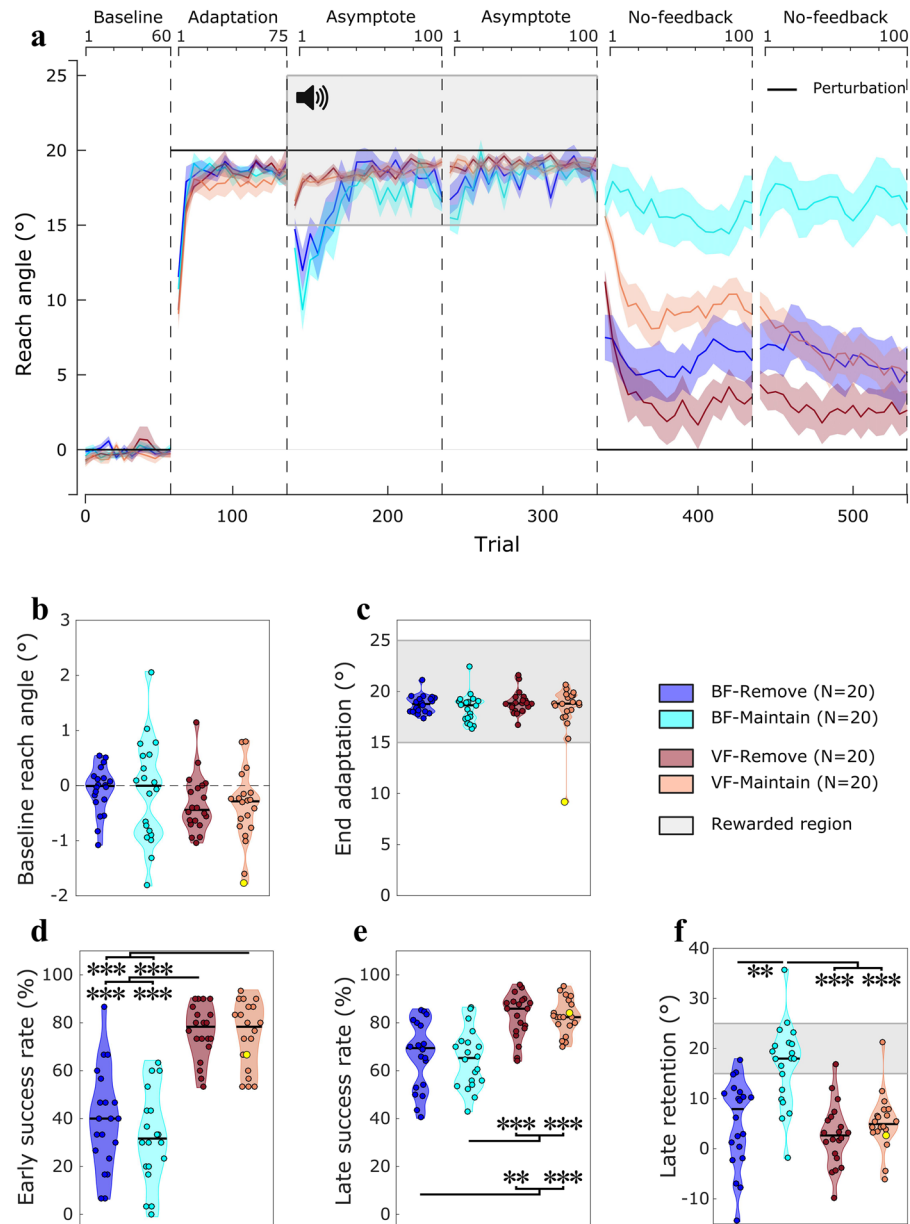 a
Baseline Adaptation Asymptote Asymptote No-feedback No-feedback
1 60 1 75 1 100 1 100 1 100 1 100
Reach angle (°)
25
20
15
10
5
0
Perturbation
0 100 200 300 400 500
Trial
b
Baseline reach angle (°)
3
2
1
0
-1
-2
c
End adaptation (°)
25
20
15
10
5
0
BF-Remove (N=20)
BF-Maintain (N=20)
VF-Remove (N=20)
VF-Maintain (N=20)
Rewarded region
d
Early success rate (%)
100
80
60
40
20
0
*** ***
*** ***
e
Late success rate (%)
100
80
60
40
20
0
*** ***
** ***
f
Late retention (°)
40
30
20
10
0
-10
** *** ***